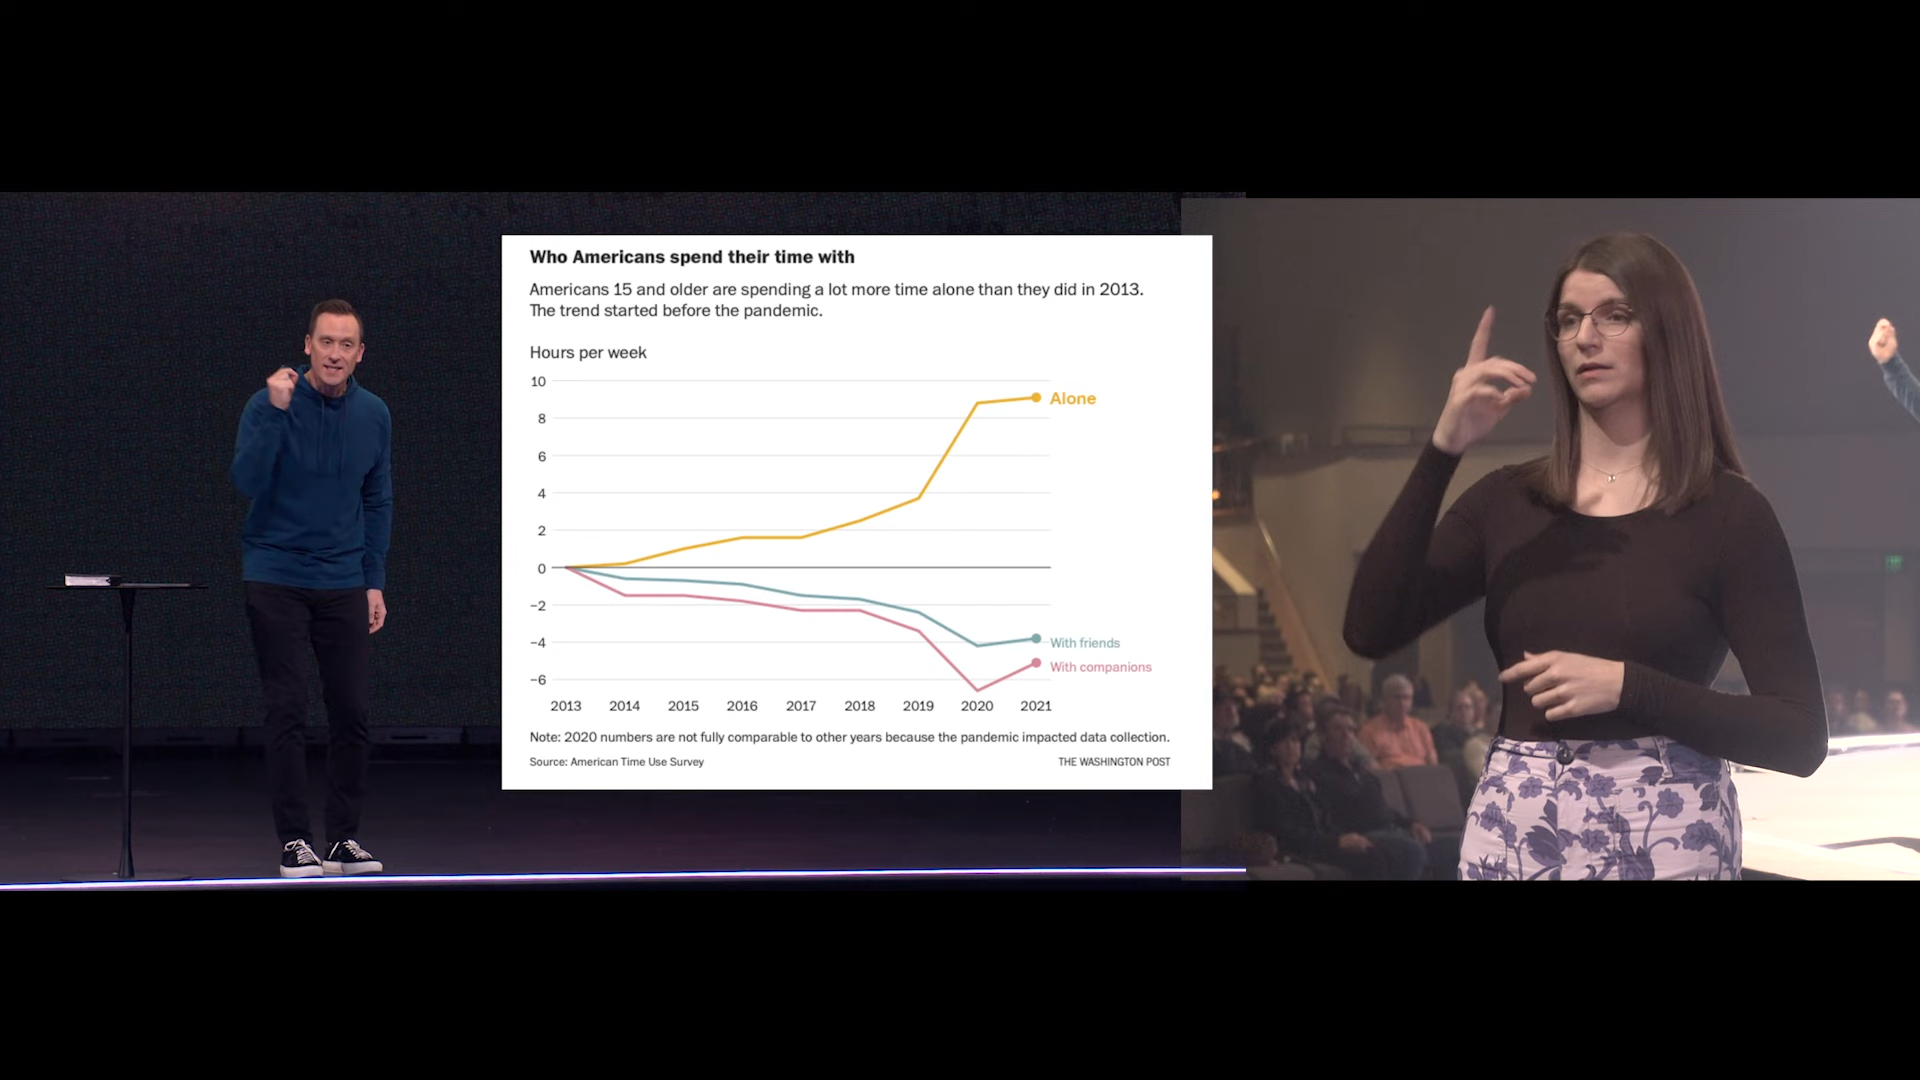 Who Americans spend their time with
Americans 15 and older are spending a lot more time alone than they did in 2013.
The trend started before the pandemic.
Hours per week
10
8
6
4
2
0
−2
−4
−6
Alone
With friends
With companions
2013 2014 2015 2016 2017 2018 2019 2020 2021
Note: 2020 numbers are not fully comparable to other years because the pandemic impacted data collection.
Source: American Time Use Survey
THE WASHINGTON POST